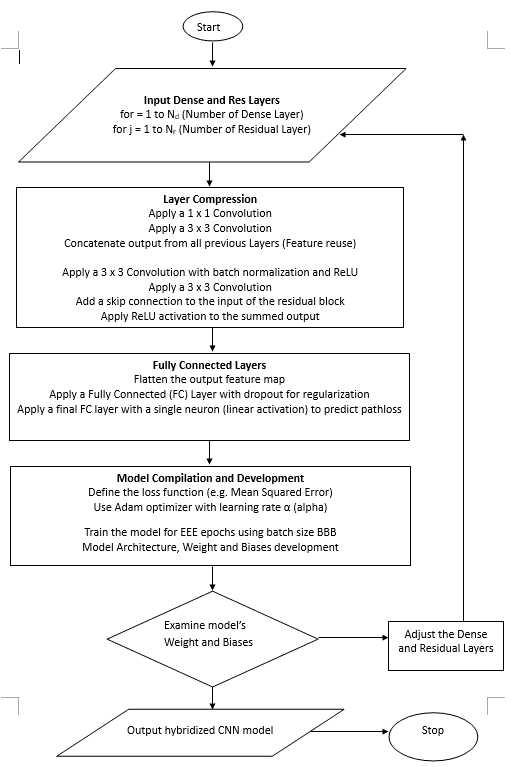 Start
Input Dense and Res Layers
for = 1 to Nd (Number of Dense Layer)
for j = 1 to Nr (Number of Residual Layer)
Layer Compression
Apply a 1 x 1 Convolution
Apply a 3 x 3 Convolution
Concatenate output from all previous Layers (Feature reuse)
Apply a 3 x 3 Convolution with batch normalization and ReLU
Apply a 3 x 3 Convolution
Add a skip connection to the input of the residual block
Apply ReLU activation to the summed output
Fully Connected Layers
Flatten the output feature map
Apply a Fully Connected (FC) Layer with dropout for regularization
Apply a final FC layer with a single neuron (linear activation) to predict pathloss
Model Compilation and Development
Define the loss function (e.g. Mean Squared Error)
Use Adam optimizer with learning rate α (alpha)
Train the model for EEE epochs using batch size BBB
Model Architecture, Weight and Biases development
Examine model's
Weight and Biases
Adjust the Dense
and Residual Layers
Output hybridized CNN model
Stop